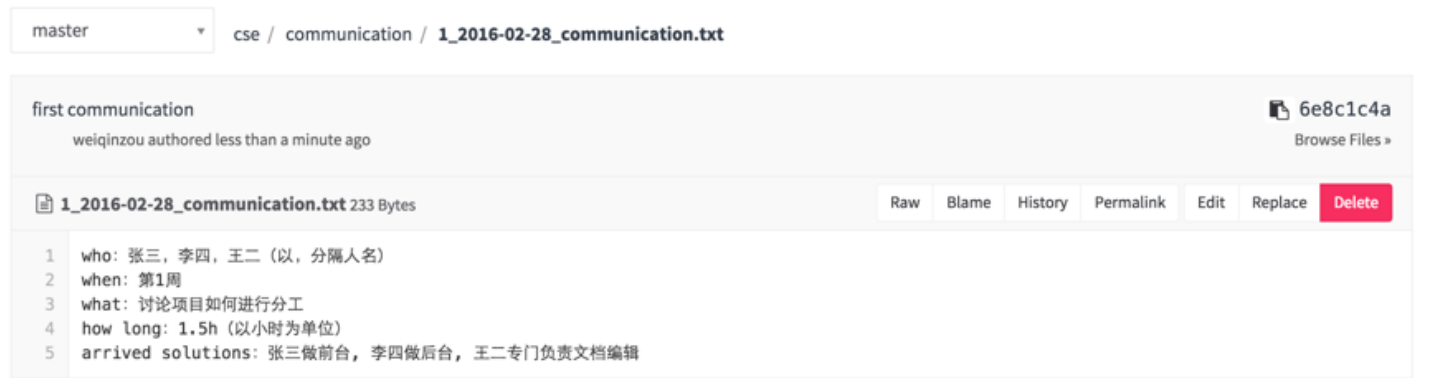 master
cse / communication / 1_2016-02-28_communication.txt
first communication
6e8c1c4a
weiqinzou authored less than a minute ago
Browse Files »
1_2016-02-28_communication.txt 233 Bytes
Raw Blame History Permalink Edit Replace Delete
1 who: 张三, 李四, 王二 (以, 分隔人名)
2 when: 第1周
3 what: 讨论项目如何进行分工
4 how long: 1.5h (以小时为单位)
5 arrived solutions: 张三做前台, 李四做后台, 王二专门负责文档编辑